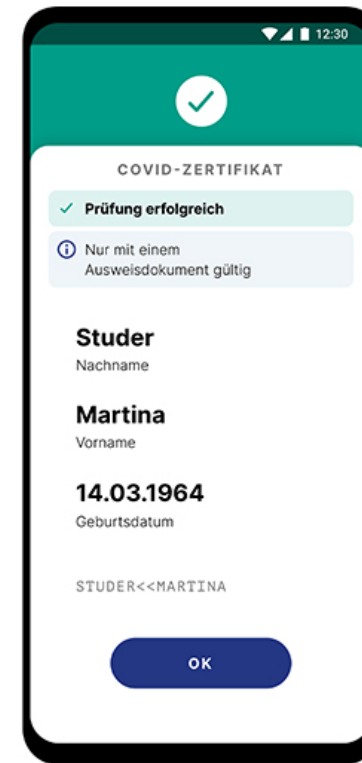 12:30
COVID-ZERTIFIKAT
Prüfung erfolgreich
Nur mit einem
Ausweisdokument gültig
Studer
Nachname
Martina
Vorname
14.03.1964
Geburtsdatum
STUDER<<MARTINA
OK